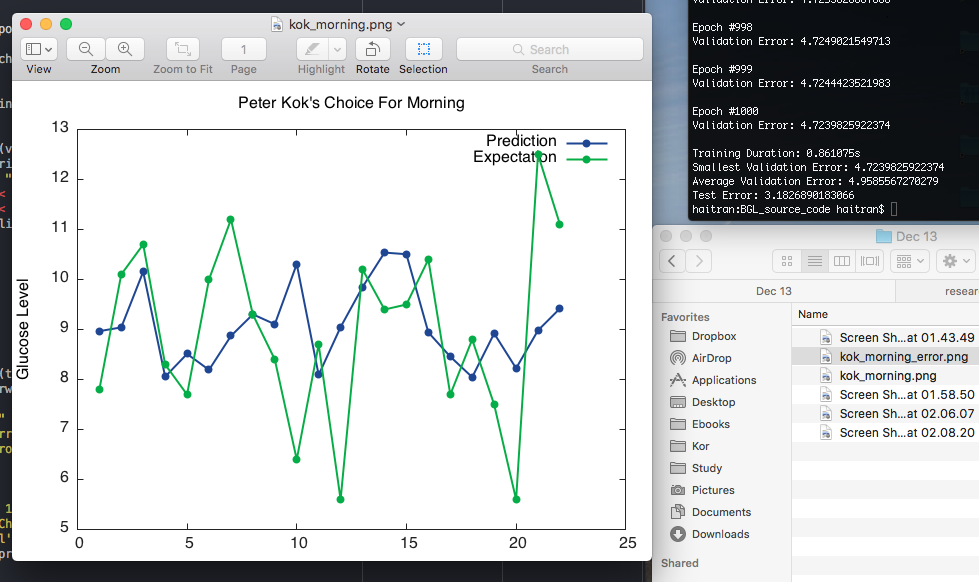 kok_morning.png
1
Search
View
Zoom
Zoom to Fit
Page
Highlight
Rotate
Selection
Search
Peter Kok's Choice For Morning
Prediction
Expectation
Glucose Level
13
12
11
10
9
8
7
6
5
0
5
10
15
20
25
Epoch #998
Validation Error: 4.7249021549713
Epoch #999
Validation Error: 4.7244423521983
Epoch #1000
Validation Error: 4.7239825922374
Training Duration: 0.861075s
Smallest Validation Error: 4.7239825922374
Average Validation Error: 4.9585567270279
Test Error: 3.1826890183066
haitran:BGL_source_code haitran$
Dec 13
Dec 13
resear
Favorites
Dropbox
AirDrop
Applications
Desktop
Ebooks
Kor
Study
Pictures
Documents
Downloads
Shared
Name
Screen Sh...at 01.43.49
kok_morning_error.png
kok_morning.png
Screen Sh...at 01.58.50
Screen Sh...at 02.06.07
Screen Sh...at 02.08.20